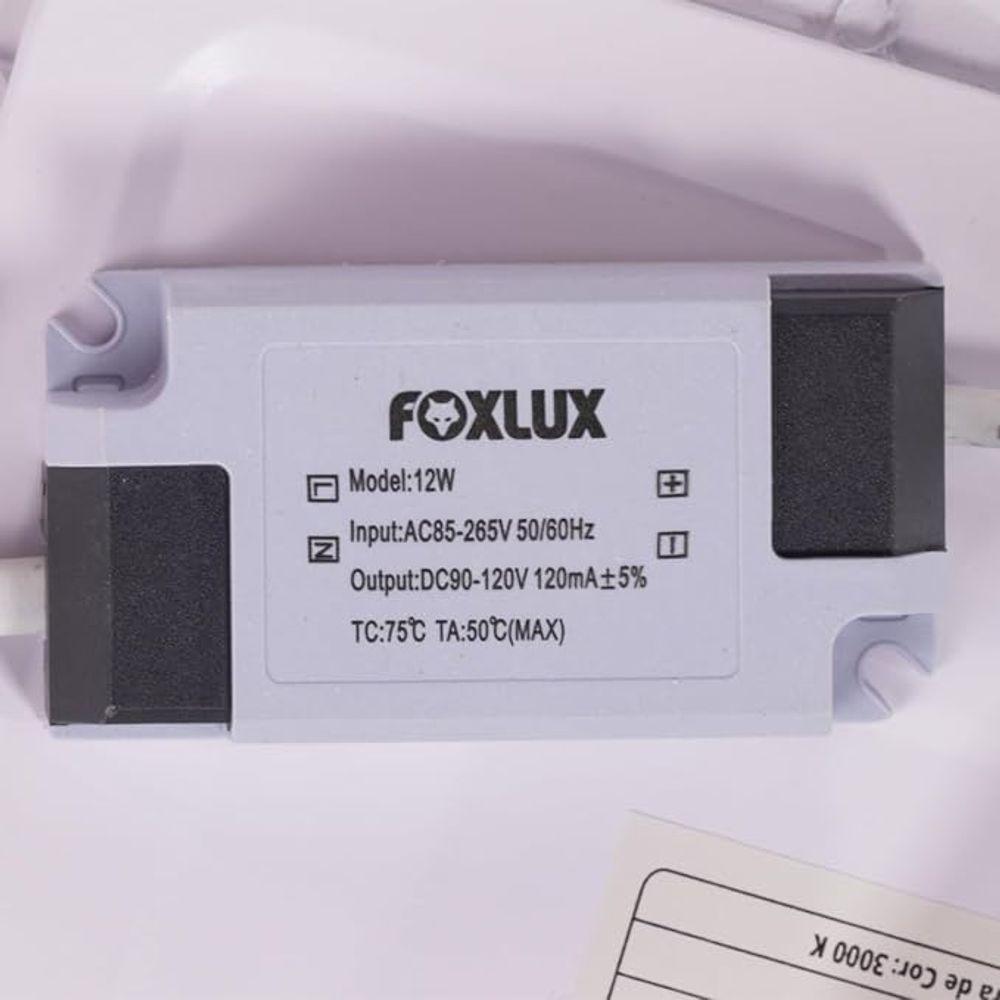 FOXLUX
L Model:12W +
N Input:AC85-265V 50/60Hz -
Output:DC90-120V 120mA±5%
TC:75℃ TA:50℃(MAX)
de Cor: 3000 K